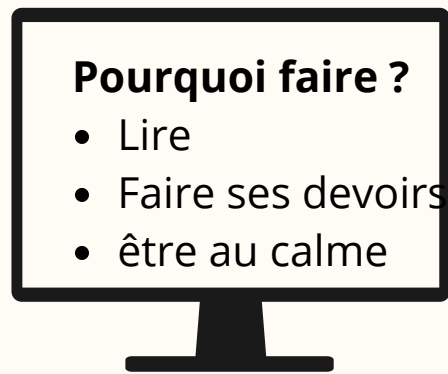 Pourquoi faire ?
• Lire
• Faire ses devoirs
• être au calme